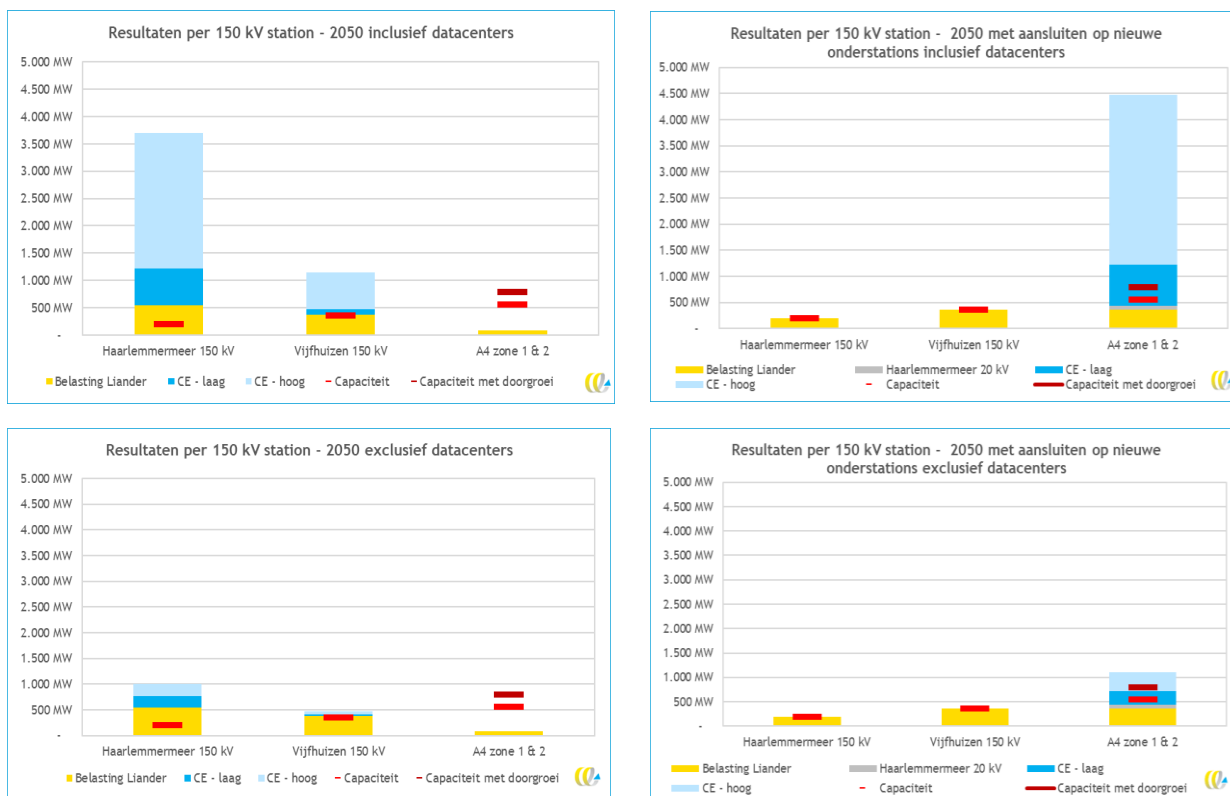 Resultaten per 150 kV station - 2050 inclusief datacenters
5.000 MW
4.500 MW
4.000 MW
3.500 MW
3.000 MW
2.500 MW
2.000 MW
1.500 MW
1.000 MW
500 MW
-
Haarlemmermeer 150 kV Vijfhuizen 150 kV A4 zone 1 & 2
Belasting Liander CE - laag CE - hoog Capaciteit Capaciteit met doorgroei
Resultaten per 150 kV station - 2050 met aansluiten op nieuwe
onderstations inclusief datacenters
5.000 MW
4.500 MW
4.000 MW
3.500 MW
3.000 MW
2.500 MW
2.000 MW
1.500 MW
1.000 MW
500 MW
-
Haarlemmermeer 150 kV Vijfhuizen 150 kV A4 zone 1 & 2
Belasting Liander Haarlemmermeer 20 kV CE - laag
CE - hoog Capaciteit Capaciteit met doorgroei
Resultaten per 150 kV station - 2050 exclusief datacenters
5.000 MW
4.500 MW
4.000 MW
3.500 MW
3.000 MW
2.500 MW
2.000 MW
1.500 MW
1.000 MW
500 MW
-
Haarlemmermeer 150 kV Vijfhuizen 150 kV A4 zone 1 & 2
Belasting Liander CE - laag CE - hoog Capaciteit Capaciteit met doorgroei
Resultaten per 150 kV station - 2050 met aansluiten op nieuwe
onderstations exclusief datacenters
5.000 MW
4.500 MW
4.000 MW
3.500 MW
3.000 MW
2.500 MW
2.000 MW
1.500 MW
1.000 MW
500 MW
-
Haarlemmermeer 150 kV Vijfhuizen 150 kV A4 zone 1 & 2
Belasting Liander Haarlemmermeer 20 kV CE - laag
CE - hoog Capaciteit Capaciteit met doorgroei